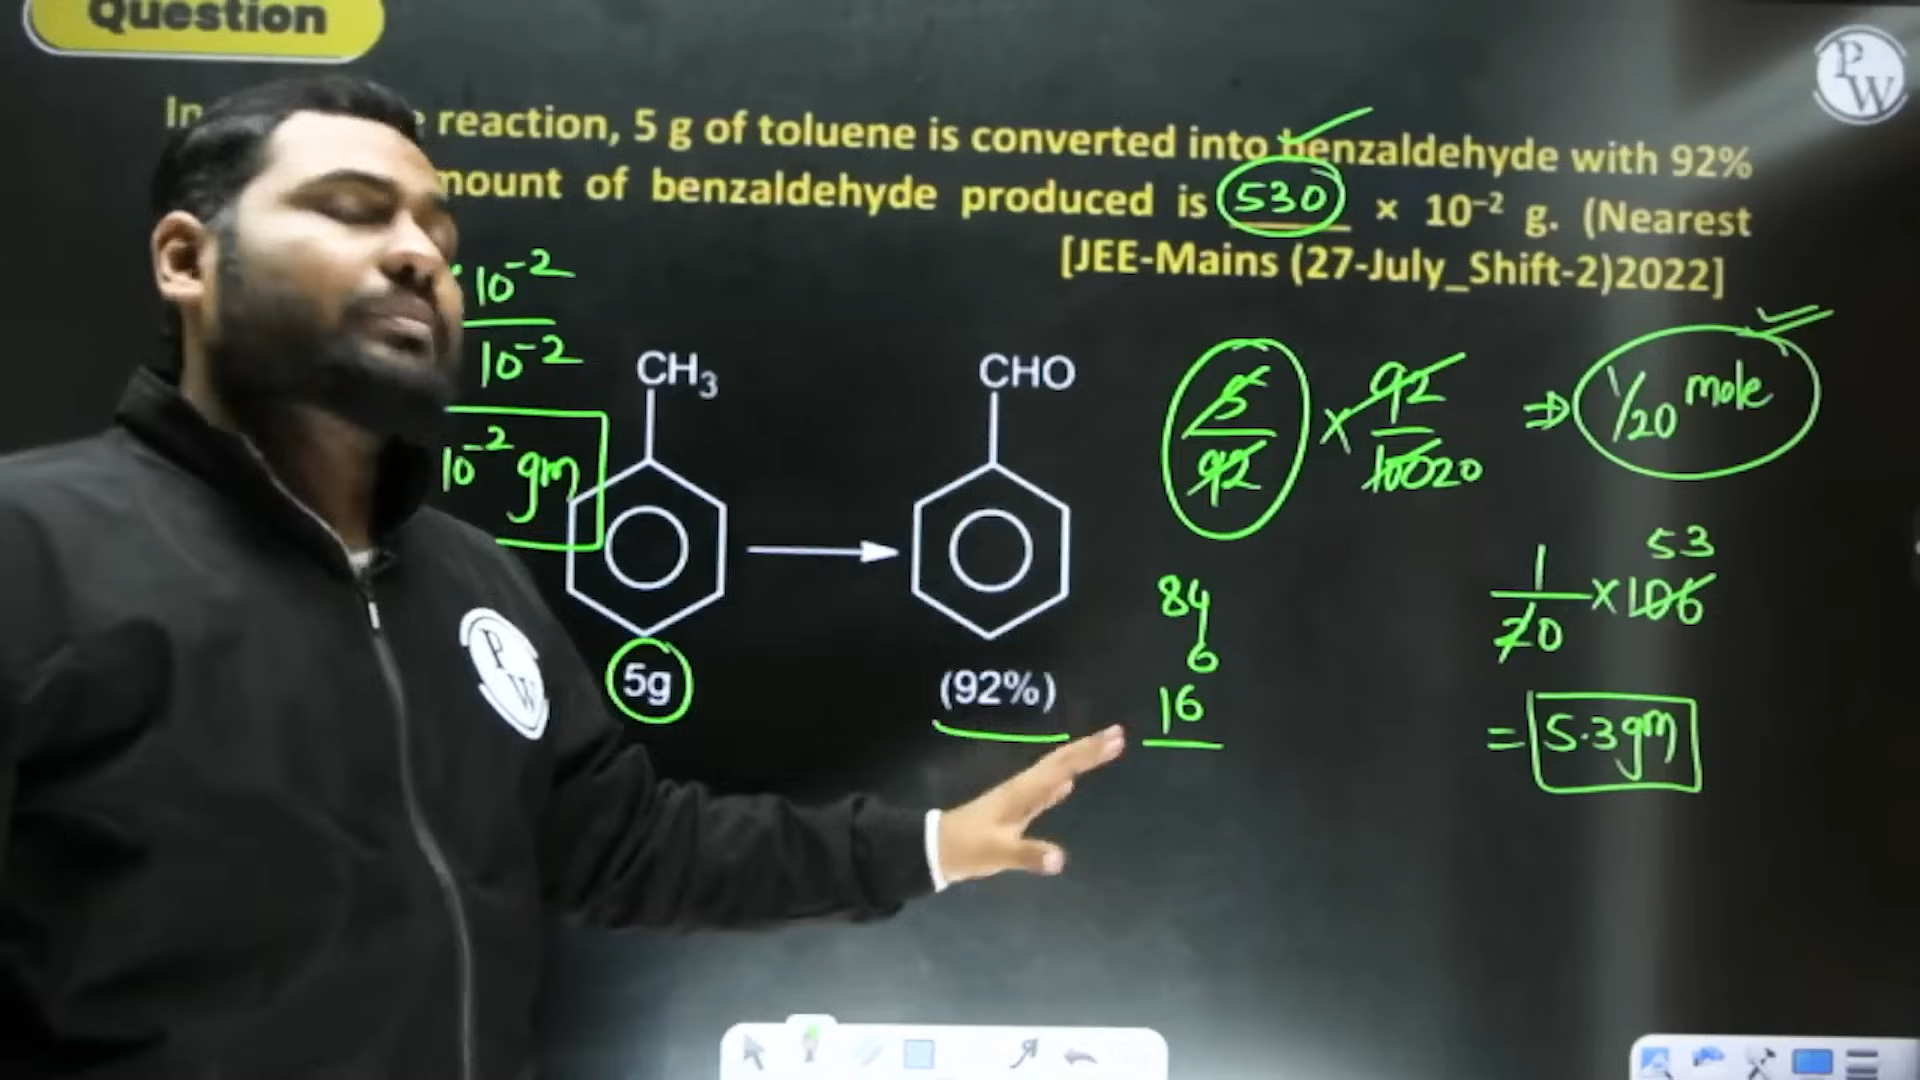 Question
In reaction, 5 g of toluene is converted into benzaldehyde with 92%
mount of benzaldehyde produced is 530 × 10⁻² g. (Nearest
[JEE-Mains (27-July_Shift-2)2022]
10⁻²
10⁻²
10⁻² gm
CH₃
CHO
5g
(92%)
5/92 × 92/100 20 ⇒ 1/20 mole
84
6
16
53
1/20 × 106
= 5.3gm
P W
P W